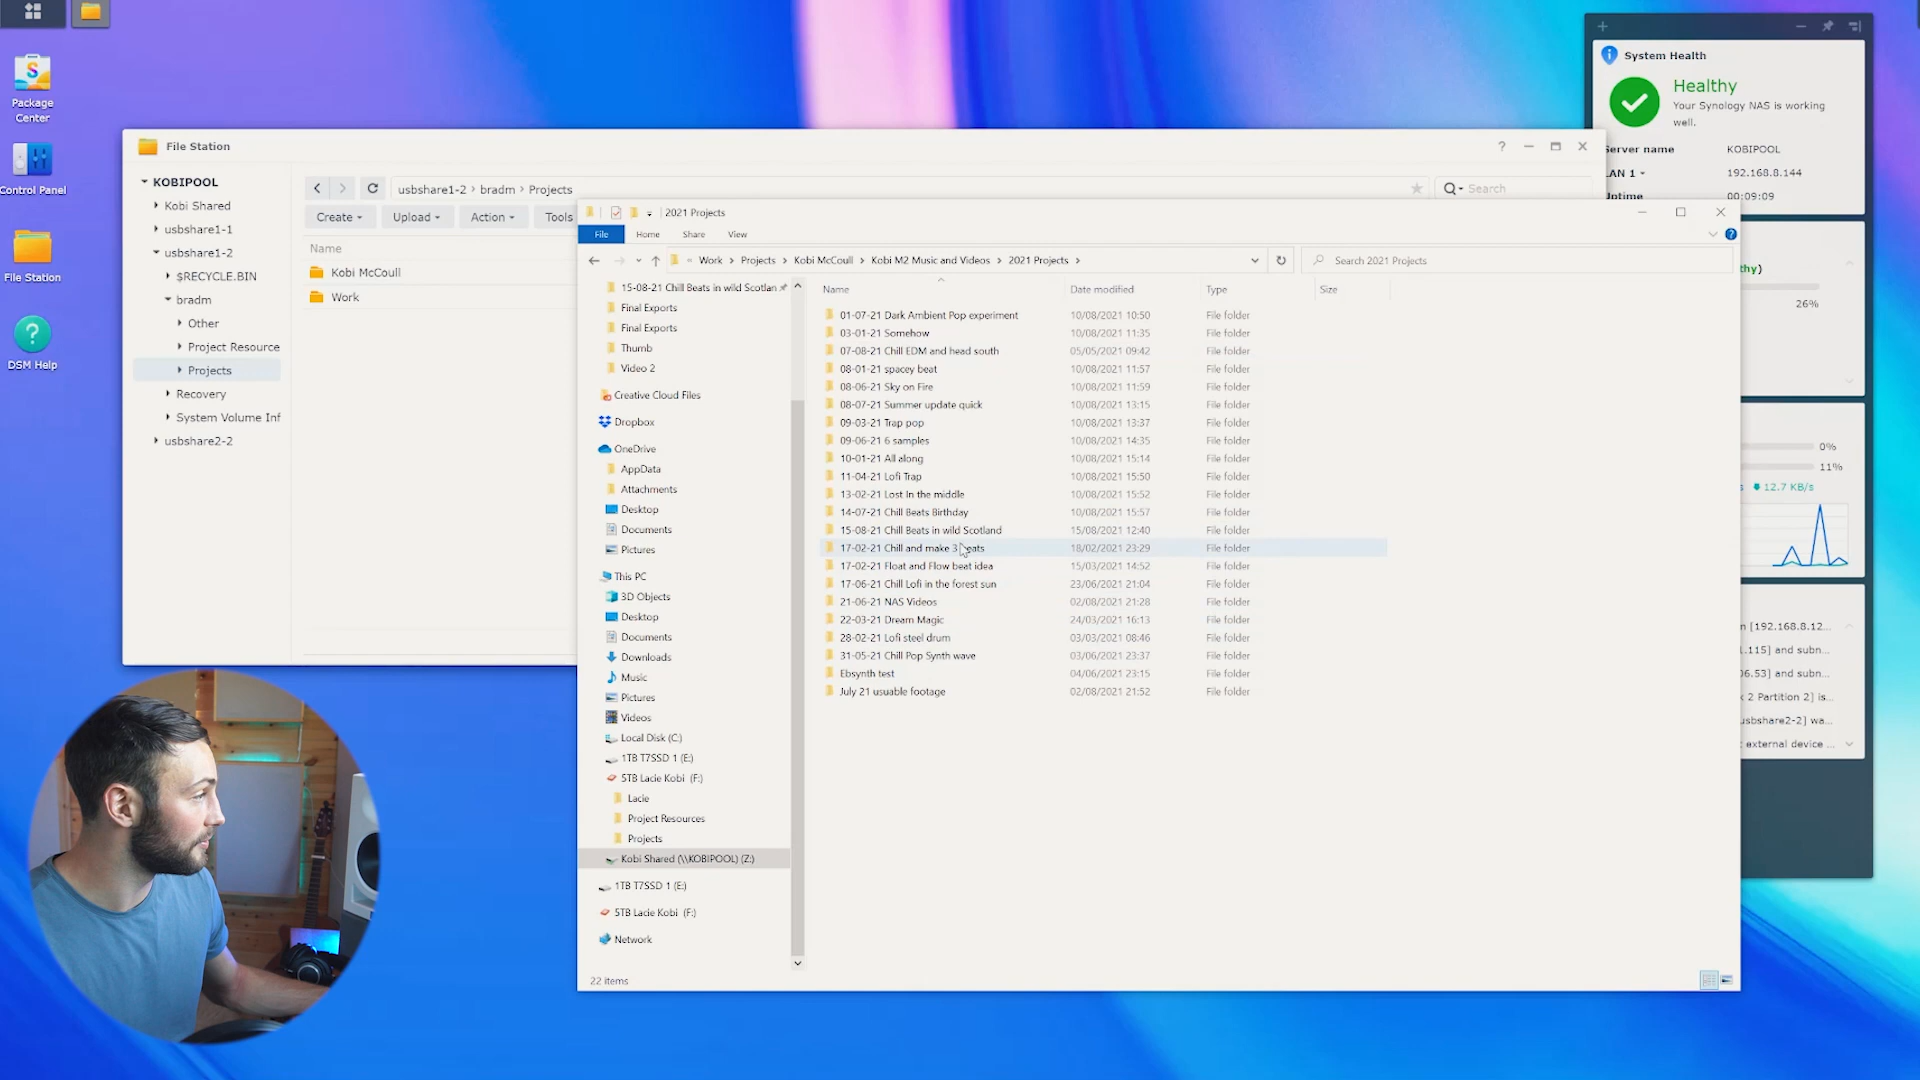 Package
Center
Control Panel
File Station
DSM Help
System Health
Healthy
Your Synology NAS is working
well.
Server name KOBIPOOL
LAN 1 192.168.8.144
Uptime 00:09:09
thy)
26%
0%
11%
12.7 KB/s
n [192.168.8.12...
l.115] and subn...
06.53] and subn...
k 2 Partition 2] is...
usbshare2-2] wa...
external device ...
File Station
?
KOBIPOOL
Kobi Shared
usbshare1-1
usbshare1-2
$RECYCLE.BIN
bradm
Other
Project Resource
Projects
Recovery
System Volume Inf
usbshare2-2
usbshare1-2 › bradm › Projects
Search
Create
Upload
Action
Tools
Name
Kobi McCoull
Work
2021 Projects
File Home Share View
« Work › Projects › Kobi McCoull › Kobi M2 Music and Videos › 2021 Projects ›
Search 2021 Projects
15-08-21 Chill Beats in wild Scotlan
Final Exports
Final Exports
Thumb
Video 2
Creative Cloud Files
Dropbox
OneDrive
AppData
Attachments
Desktop
Documents
Pictures
This PC
3D Objects
Desktop
Documents
Downloads
Music
Pictures
Videos
Local Disk (C:)
1TB T7SSD 1 (E:)
5TB Lacie Kobi (F:)
Lacie
Project Resources
Projects
Kobi Shared (\\KOBIPOOL) (Z:)
1TB T7SSD 1 (E:)
5TB Lacie Kobi (F:)
Network
Name Date modified Type Size
01-07-21 Dark Ambient Pop experiment 10/08/2021 10:50 File folder
03-01-21 Somehow 10/08/2021 11:35 File folder
07-08-21 Chill EDM and head south 05/05/2021 09:42 File folder
08-01-21 spacey beat 10/08/2021 11:57 File folder
08-06-21 Sky on Fire 10/08/2021 11:59 File folder
08-07-21 Summer update quick 10/08/2021 13:15 File folder
09-03-21 Trap pop 10/08/2021 13:37 File folder
09-06-21 6 samples 10/08/2021 14:35 File folder
10-01-21 All along 10/08/2021 15:14 File folder
11-04-21 Lofi Trap 10/08/2021 15:50 File folder
13-02-21 Lost In the middle 10/08/2021 15:52 File folder
14-07-21 Chill Beats Birthday 10/08/2021 15:57 File folder
15-08-21 Chill Beats in wild Scotland 15/08/2021 12:40 File folder
17-02-21 Chill and make 3 beats 18/02/2021 23:29 File folder
17-02-21 Float and Flow beat idea 15/03/2021 14:52 File folder
17-06-21 Chill Lofi in the forest sun 23/06/2021 21:04 File folder
21-06-21 NAS Videos 02/08/2021 21:28 File folder
22-03-21 Dream Magic 24/03/2021 16:13 File folder
28-02-21 Lofi steel drum 03/03/2021 08:46 File folder
31-05-21 Chill Pop Synth wave 03/06/2021 23:37 File folder
Ebsynth test 04/06/2021 23:15 File folder
July 21 usuable footage 02/08/2021 21:52 File folder
22 items